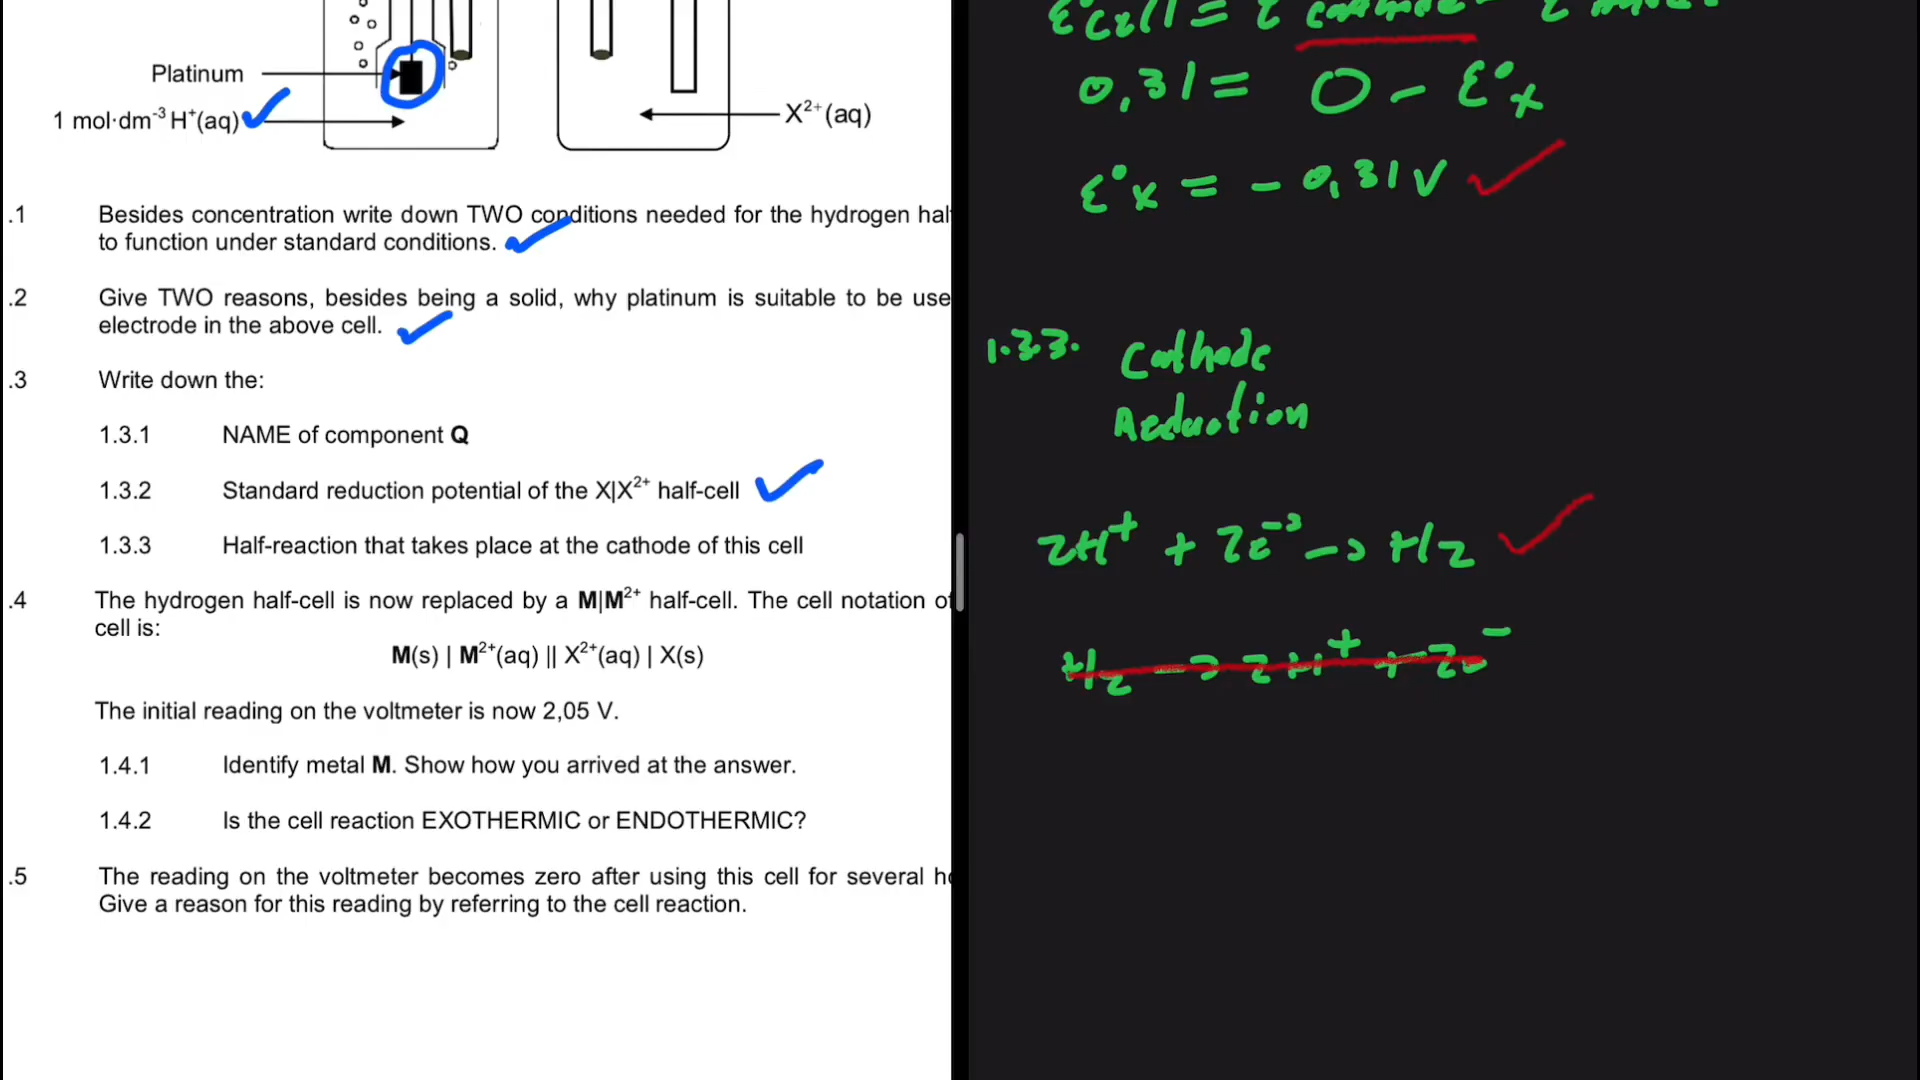 Platinum
1 mol·dm⁻³ H⁺(aq)
X²⁺(aq)
.1 Besides concentration write down TWO conditions needed for the hydrogen hal
to function under standard conditions.
.2 Give TWO reasons, besides being a solid, why platinum is suitable to be use
electrode in the above cell.
.3 Write down the:
1.3.1 NAME of component Q
1.3.2 Standard reduction potential of the X|X²⁺ half-cell
1.3.3 Half-reaction that takes place at the cathode of this cell
.4 The hydrogen half-cell is now replaced by a M|M²⁺ half-cell. The cell notation of
cell is:
M(s) | M²⁺(aq) || X²⁺(aq) | X(s)
The initial reading on the voltmeter is now 2,05 V.
1.4.1 Identify metal M. Show how you arrived at the answer.
1.4.2 Is the cell reaction EXOTHERMIC or ENDOTHERMIC?
.5 The reading on the voltmeter becomes zero after using this cell for several ho
Give a reason for this reading by referring to the cell reaction.
0,31 = 0 - E°x
E°x = - 0,31 V
1.3.3. Cathode
Reduction
2H⁺ + 2e⁻ → H2
H2 → 2H⁺ + 2e⁻